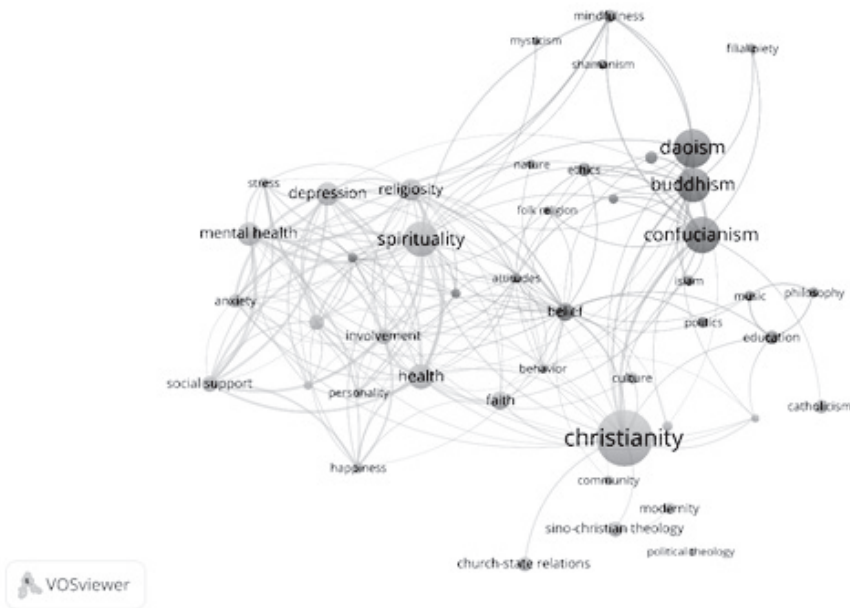 mindfulness
mysticism
filial piety
shamanism
daoism
nature
ethics
buddhism
stress
depression
religiosity
folk religion
mental health
spirituality
confucianism
attitudes
islam
music
philosophy
anxiety
belief
politics
involvement
education
behavior
culture
social support
personality
health
faith
catholicism
christianity
happiness
community
modernity
sino-christian theology
political theology
church-state relations
VOSviewer